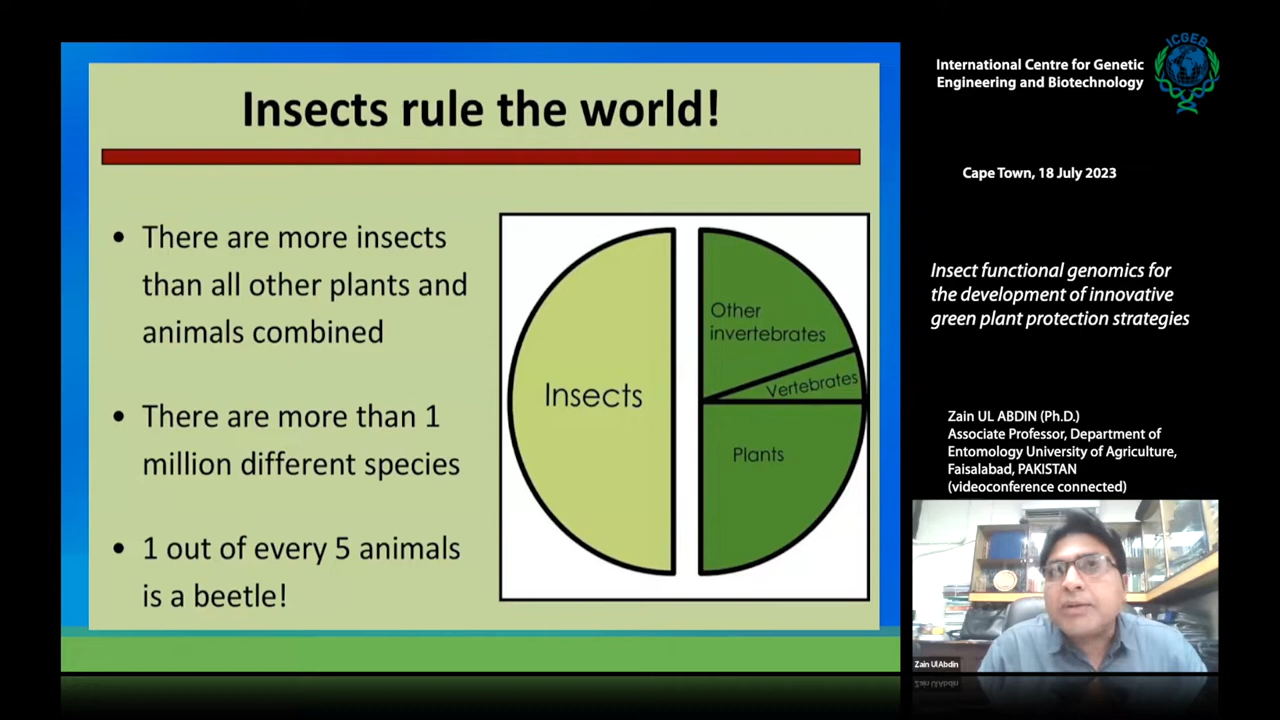 Insects rule the world!
• There are more insects
than all other plants and
animals combined
• There are more than 1
million different species
• 1 out of every 5 animals
is a beetle!
Insects
Other
invertebrates
Vertebrates
Plants
International Centre for Genetic
Engineering and Biotechnology
ICGEB
Cape Town, 18 July 2023
Insect functional genomics for
the development of innovative
green plant protection strategies
Zain UL ABDIN (Ph.D.)
Associate Professor, Department of
Entomology University of Agriculture,
Faisalabad, PAKISTAN
(videoconference connected)
Zain UlAbdin